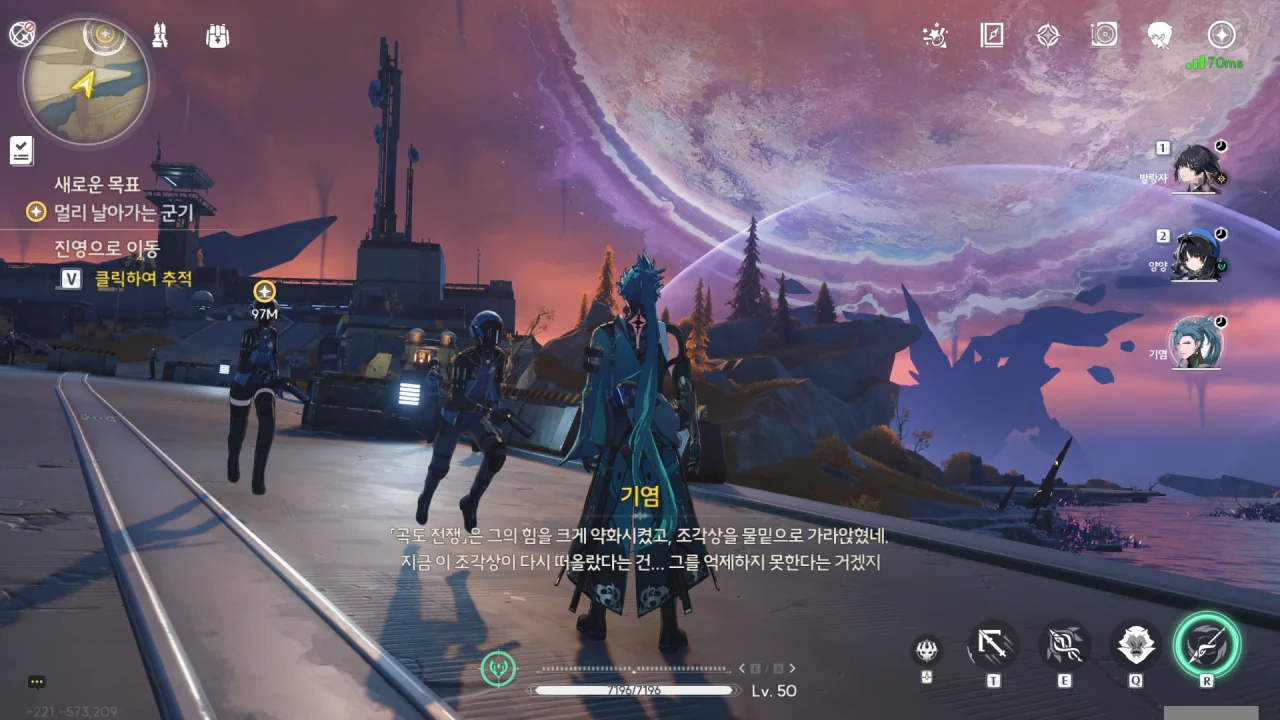 70ms
1
방랑자
2
양양
기염
새로운 목표
멀리 날아가는 군기
진영으로 이동
V 클릭하여 추적
97M
기염
「곡도 전쟁」은 그의 힘을 크게 약화시켰고, 조각상을 물밑으로 가라앉혔네.
지금 이 조각상이 다시 떠올랐다는 건... 그를 억제하지 못한다는 거겠지
7196/7196
Lv. 50
T
E
Q
R
-221,-573,209